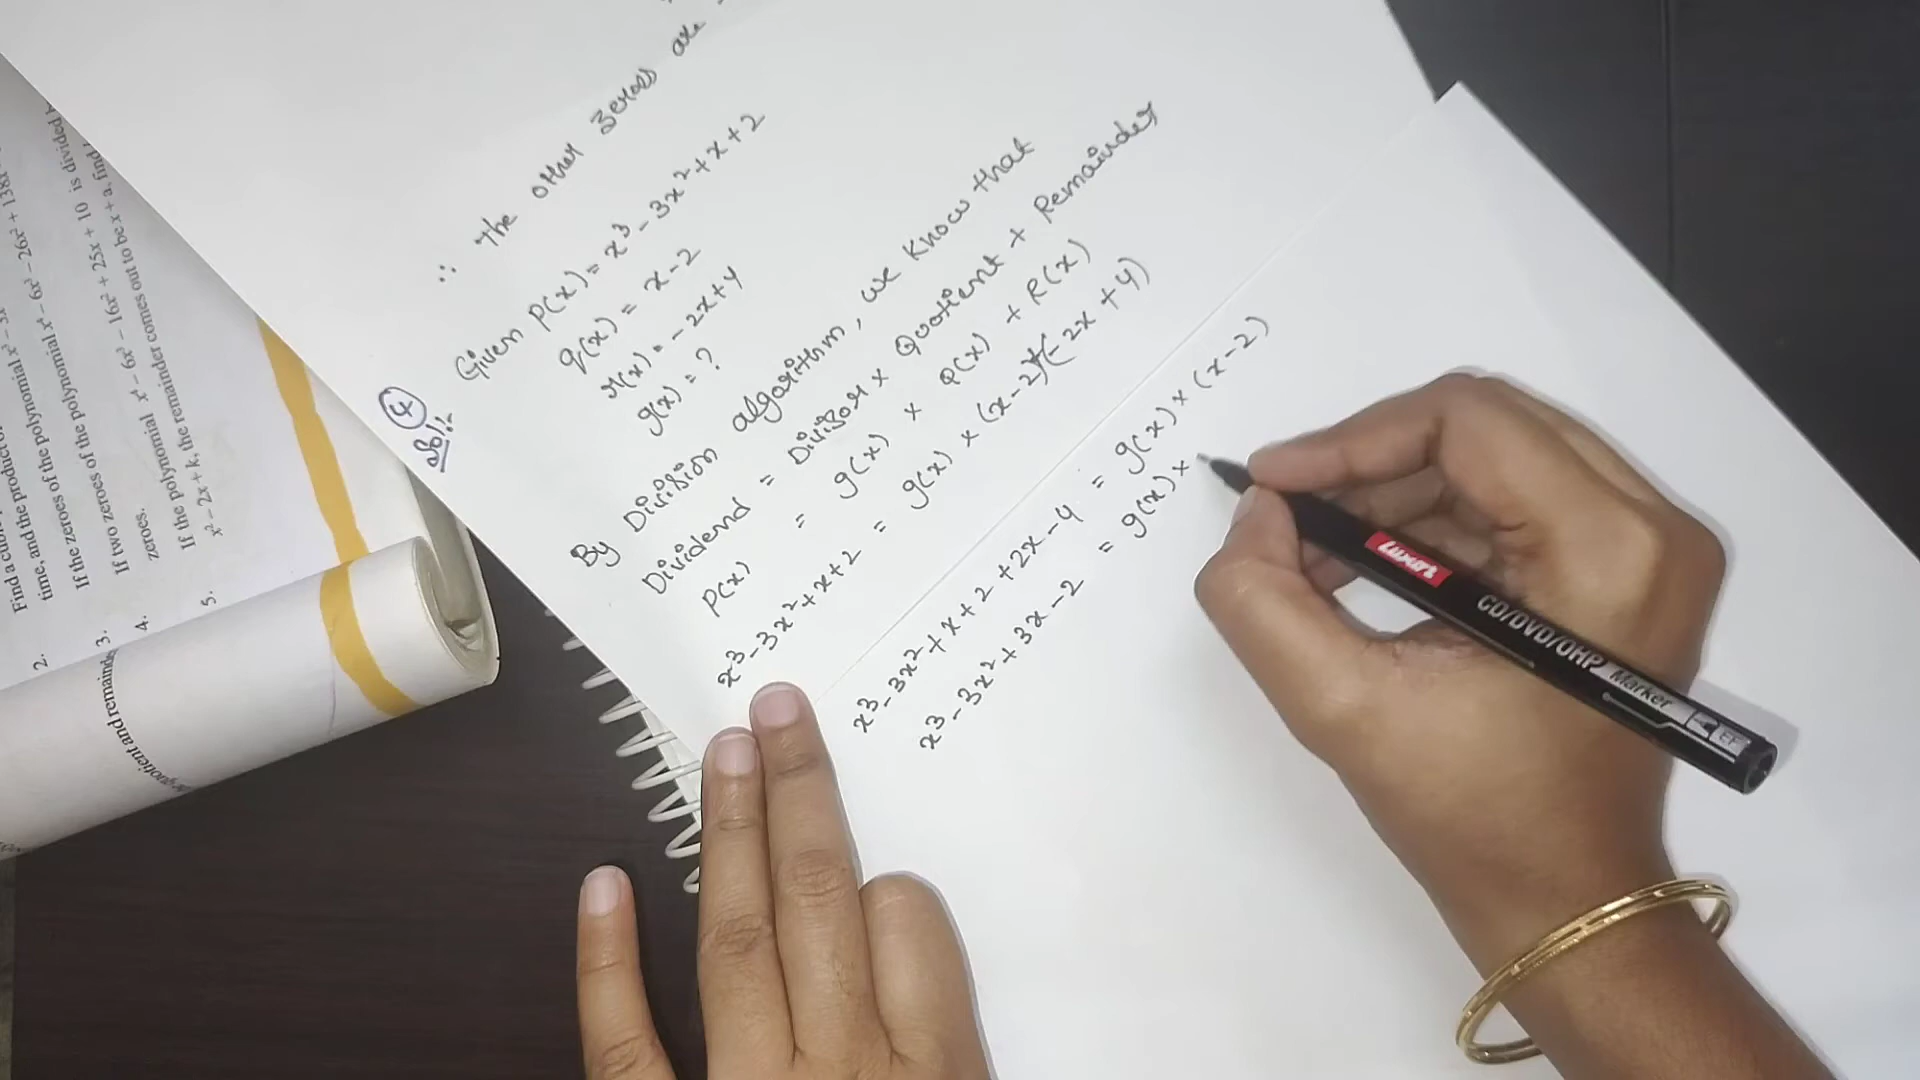 ∴ The other zeroes are
④
Sol:-
Given P(x) = x³ - 3x² + x + 2
q(x) = x - 2
r(x) = - 2x + 4
g(x) = ?
By Division algorithm, we know that
Dividend = Divisor × Quotient + Remainder
P(x) = g(x) × Q(x) + R(x)
x³ - 3x² + x + 2 = g(x) × (x - 2) + (- 2x + 4)
x³ - 3x² + x + 2 + 2x - 4 = g(x) × (x - 2)
x³ - 3x² + 3x - 2 = g(x) ×
Find a cubic
time, and the product of
2. If the zeroes of the polynomial x³ - 3x
3. If two zeroes of the polynomial x⁴ - 6x³ - 26x² + 138x
zeroes.
4. If the polynomial x⁴ - 6x³ - 16x² + 25x + 10 is divided
x² - 2x + k, the remainder comes out to be x + a, find
5.
quotient and remainder
Luxor
CD/DVD/OHP Marker
EF